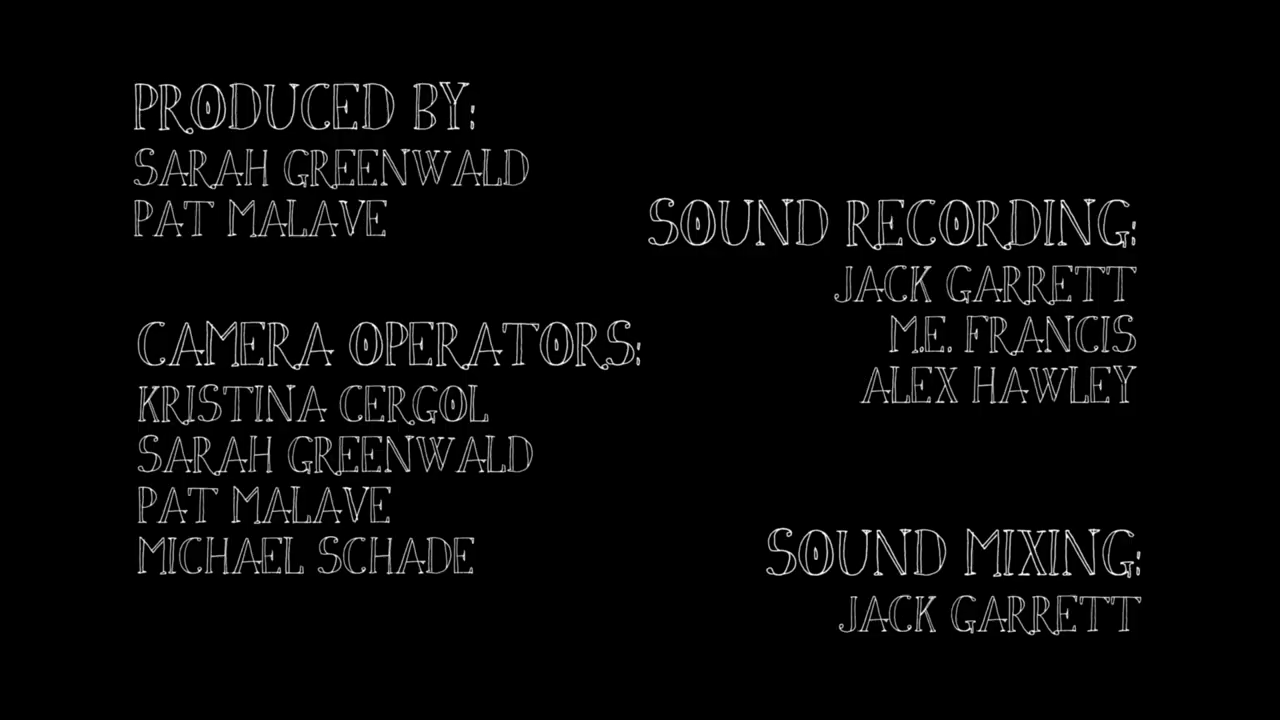 PRODUCED BY:
SARAH GREENWALD
PAT MALAVE
CAMERA OPERATORS:
KRISTINA CERGOL
SARAH GREENWALD
PAT MALAVE
MICHAEL SCHADE
SOUND RECORDING:
JACK GARRETT
M.E. FRANCIS
ALEX HAWLEY
SOUND MIXING:
JACK GARRETT